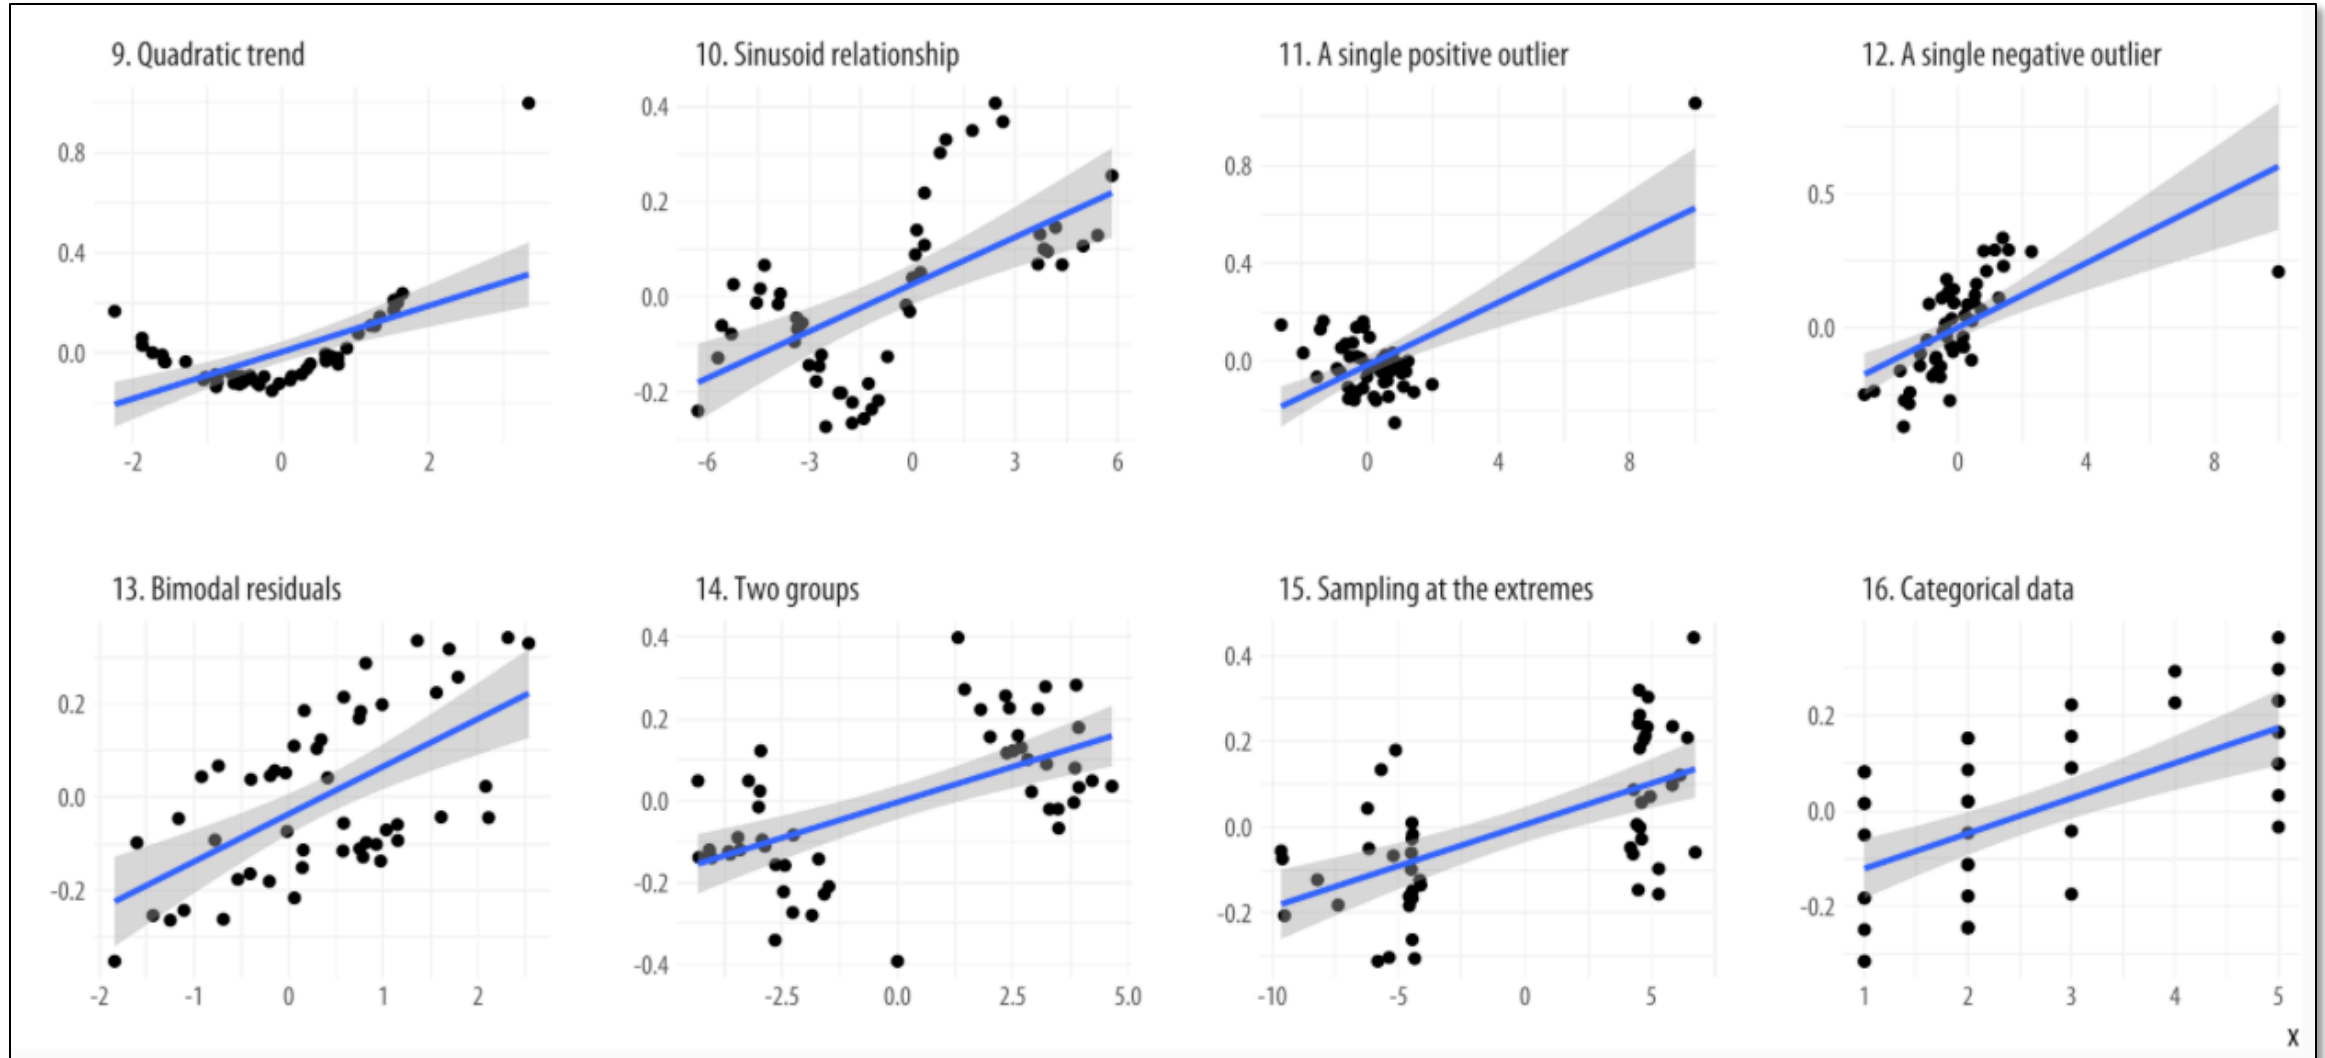 9. Quadratic trend
10. Sinusoid relationship
11. A single positive outlier
12. A single negative outlier
0.8
0.4
0.0
-2 0 2
0.4
0.2
0.0
-0.2
-6 -3 0 3 6
0.8
0.4
0.0
0 4 8
0.5
0.0
0 4 8
13. Bimodal residuals
14. Two groups
15. Sampling at the extremes
16. Categorical data
0.2
0.0
-0.2
-2 -1 0 1 2
0.4
0.2
0.0
-0.2
-0.4
-2.5 0.0 2.5 5.0
0.4
0.2
0.0
-0.2
-10 -5 0 5
0.2
0.0
-0.2
1 2 3 4 5
x